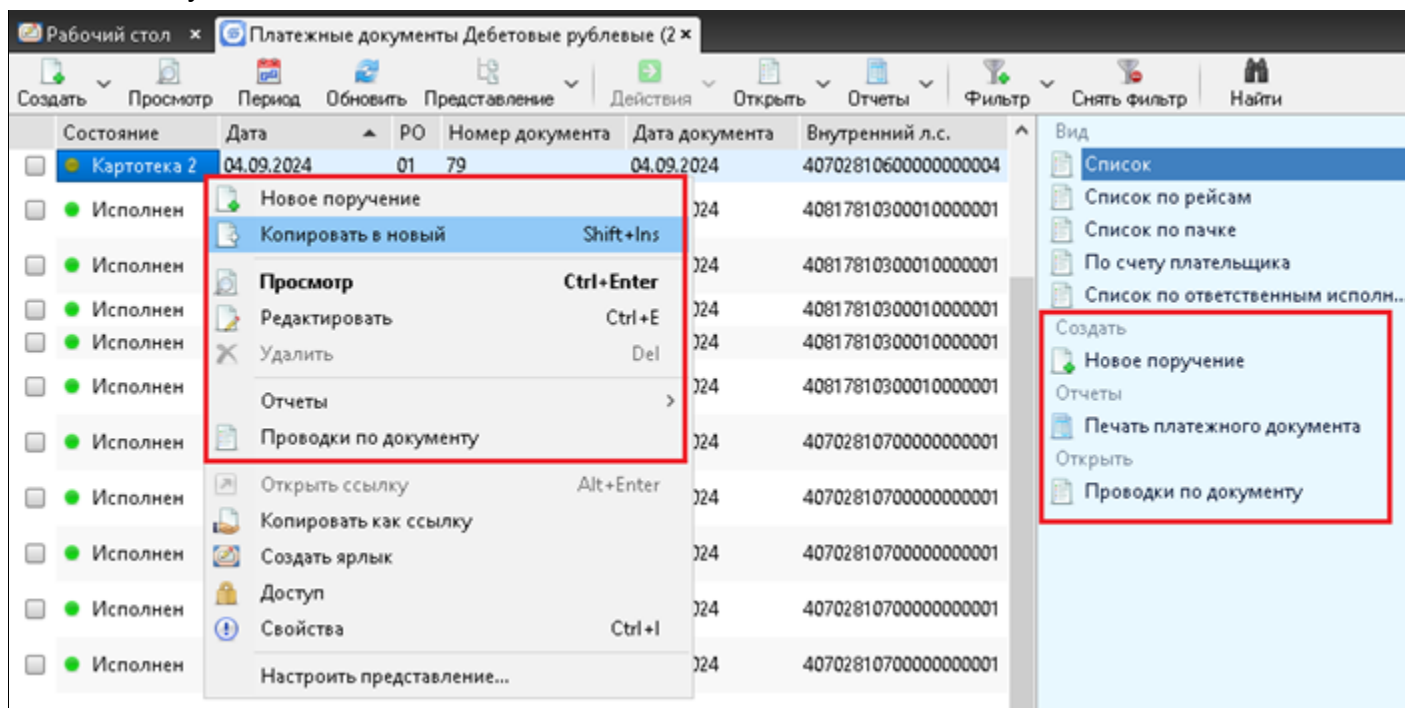 Рабочий стол × Платежные документы Дебетовые рублевые (2 ×
Создать Просмотр Период Обновить Представление Действия Открыть Отчеты Фильтр Снять фильтр Найти
Состояние Дата РО Номер документа Дата документа Внутренний л.с.
Картотека 2 04.09.2024 01 79 04.09.2024 40702810600000000004
Исполнен 024 40817810300010000001
Исполнен 024 40817810300010000001
Исполнен 024 40817810300010000001
Исполнен 024 40817810300010000001
Исполнен 024 40817810300010000001
Исполнен 024 40702810700000000001
Исполнен 024 40702810700000000001
Исполнен 024 40702810700000000001
Исполнен 024 40702810700000000001
Исполнен 024 40702810700000000001
Новое поручение
Копировать в новый Shift+Ins
Просмотр Ctrl+Enter
Редактировать Ctrl+E
Удалить Del
Отчеты >
Проводки по документу
Открыть ссылку Alt+Enter
Копировать как ссылку
Создать ярлык
Доступ
Свойства Ctrl+I
Настроить представление...
Вид
Список
Список по рейсам
Список по пачке
По счету плательщика
Список по ответственным исполн...
Создать
Новое поручение
Отчеты
Печать платежного документа
Открыть
Проводки по документу